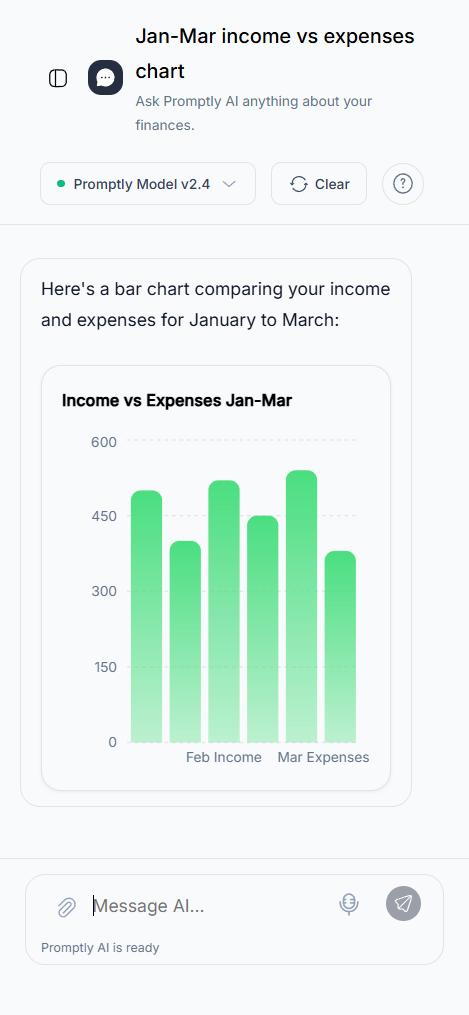 Jan-Mar income vs expenses
chart
Ask Promptly AI anything about your
finances.
Promptly Model v2.4
Clear
?
Here's a bar chart comparing your income
and expenses for January to March:
Income vs Expenses Jan-Mar
600
450
300
150
0
Feb Income
Mar Expenses
Message AI...
Promptly AI is ready